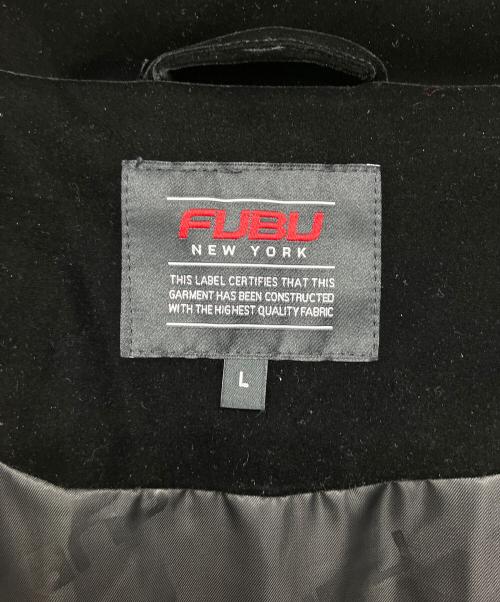 FUBU
NEW YORK
THIS LABEL CERTIFIES THAT THIS
GARMENT HAS BEEN CONSTRUCTED
WITH THE HIGHEST QUALITY FABRIC
L